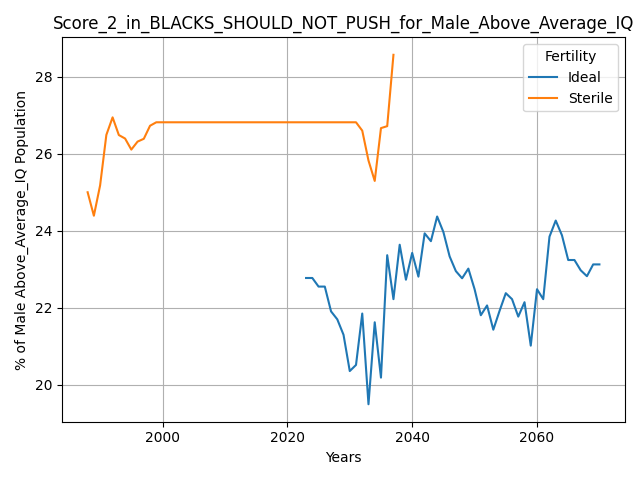 Score_2_in_BLACKS_SHOULD_NOT_PUSH_for_Male_Above_Average_IQ
Fertility
Ideal
Sterile
% of Male Above_Average_IQ Population
28
26
24
22
20
2000
2020
2040
2060
Years